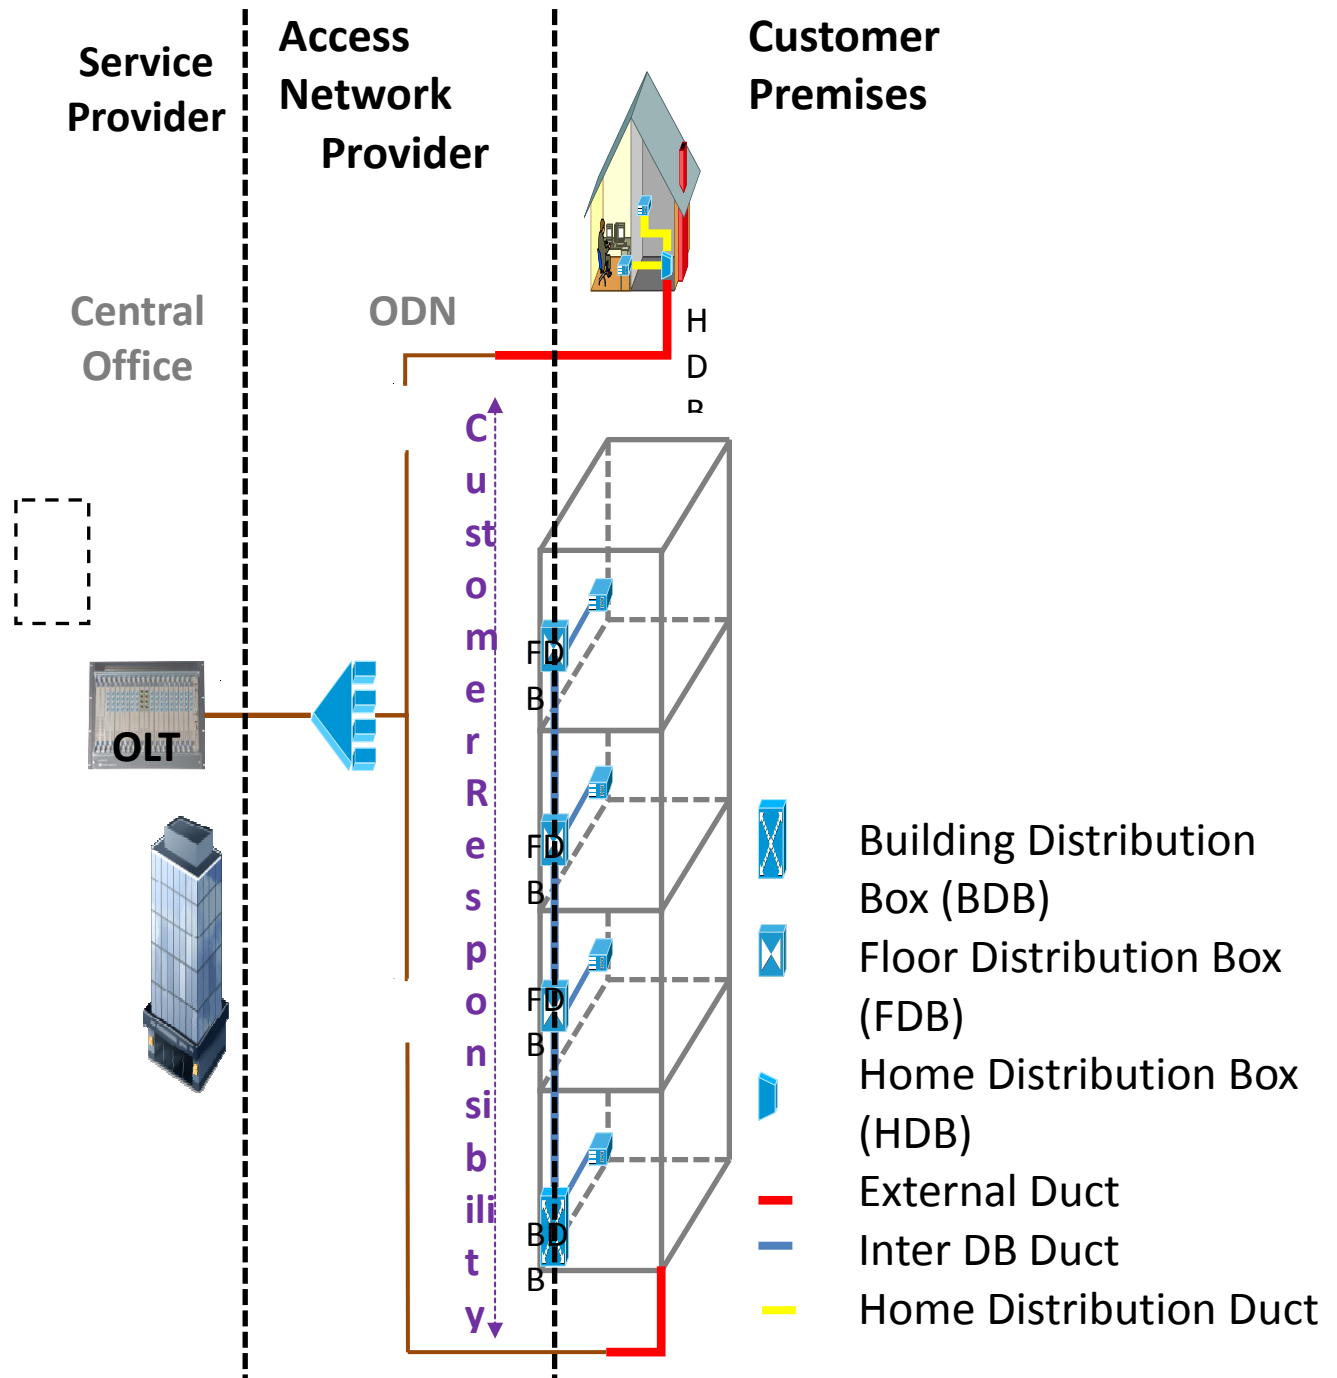 Service
Provider
Access
Network
Provider
Customer
Premises
Central
Office
ODN
H
D
B
C
u
st
o
m
e
r
R
e
s
p
o
n
si
b
ili
t
y
FD
B
FD
B
FD
B
BD
B
OLT
Building Distribution
Box (BDB)
Floor Distribution Box
(FDB)
Home Distribution Box
(HDB)
External Duct
Inter DB Duct
Home Distribution Duct